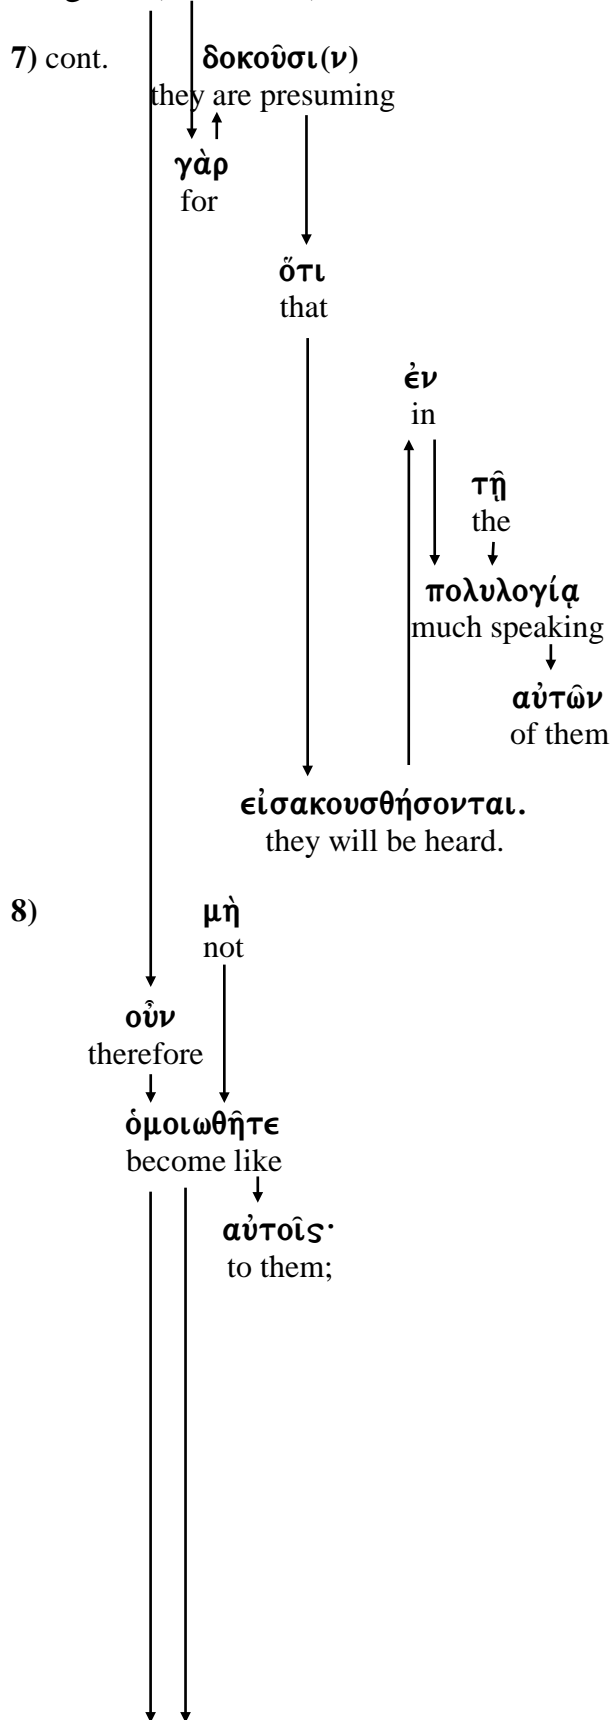 7) cont. δοκοῦσι(ν)
they are presuming
γὰρ
for
ὅτι
that
ἐν
in
τῇ
the
πολυλογίᾳ
much speaking
αὐτῶν
of them
εἰσακουσθήσονται.
they will be heard.
8) μὴ
not
οὖν
therefore
ὁμοιωθῆτε
become like
αὐτοῖς·
to them;